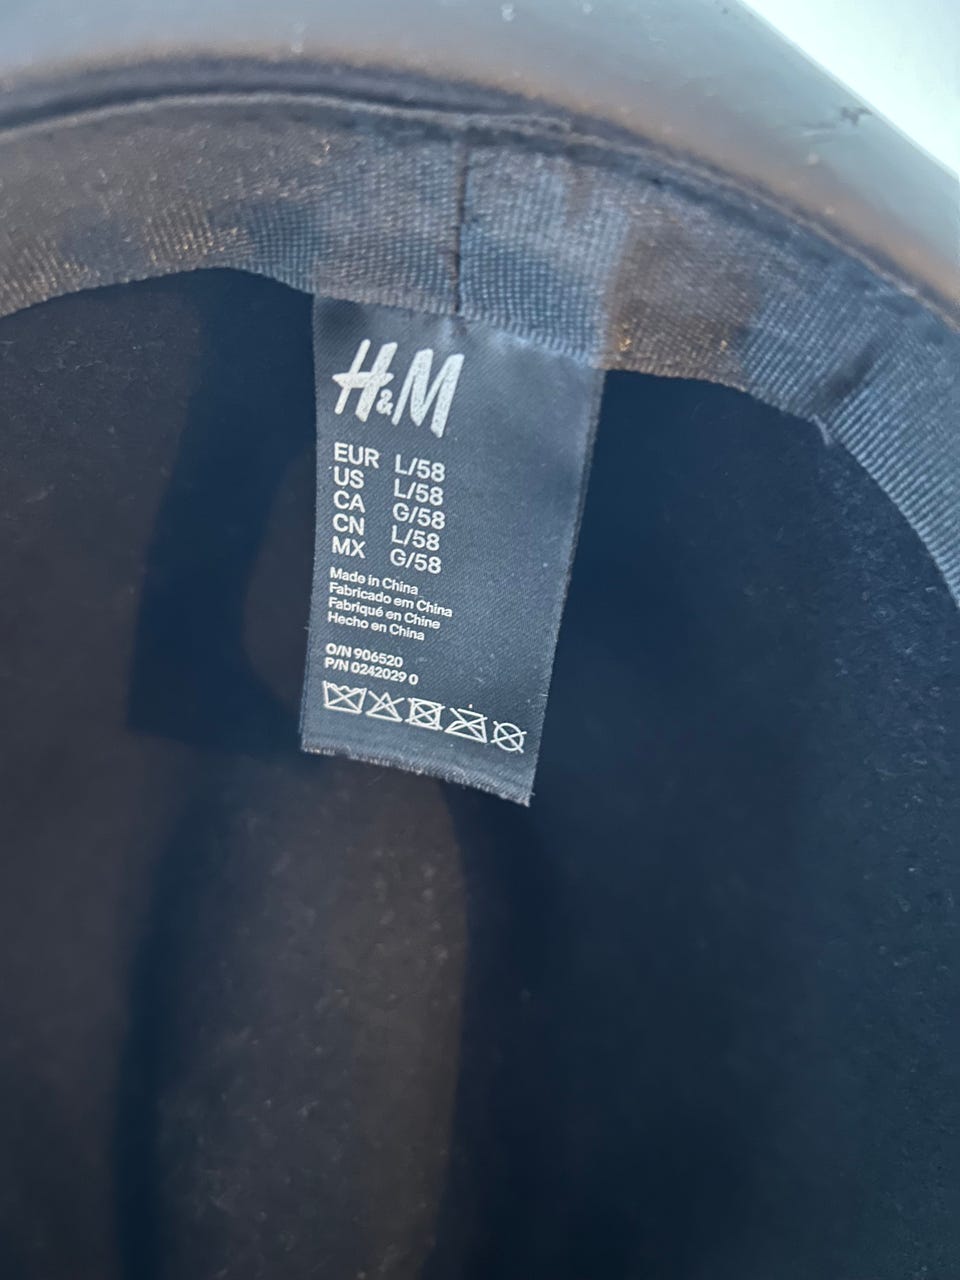 H&M
EUR L/58
US L/58
CA G/58
CN L/58
MX G/58
Made in China
Fabricado em China
Fabriqué en Chine
Hecho en China
O/N 906520
P/N 0242029 0